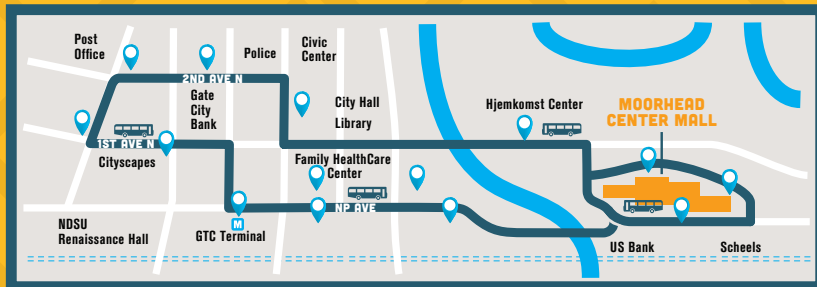 Post
Office
Police
Civic
Center
2ND AVE N
Gate
City
Bank
City Hall
Library
Hjemkomst Center
MOORHEAD
CENTER MALL
1ST AVE N
Cityscapes
Family HealthCare
Center
NP AVE
NDSU
Renaissance Hall
M
GTC Terminal
US Bank
Scheels